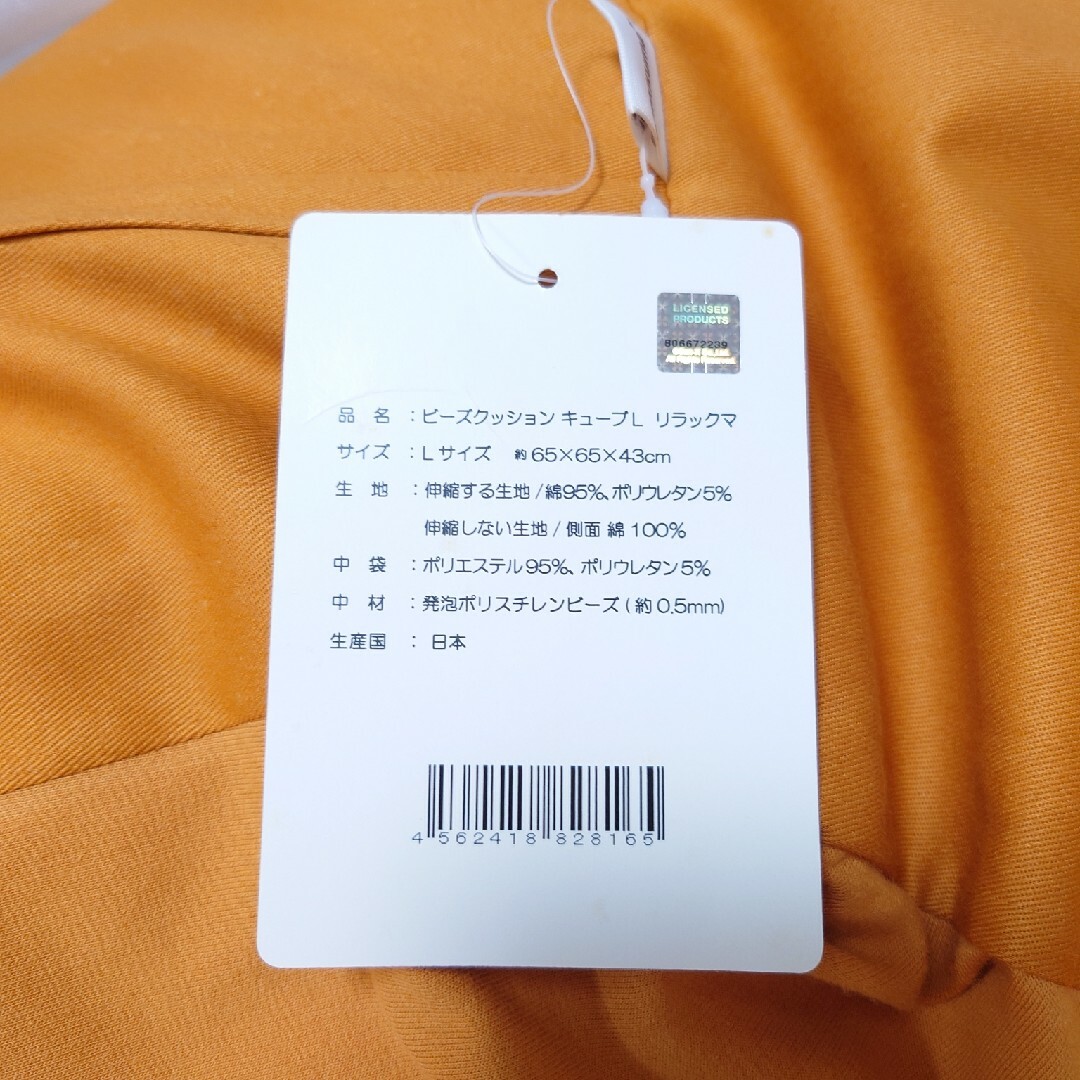 LICENSED
PRODUCTS
806672239
品 名 : ビーズクッション キューブL リラックマ
サイズ : Lサイズ 約65×65×43cm
生 地 : 伸縮する生地/綿95%、ポリウレタン5%
伸縮しない生地/側面 綿100%
中 袋 : ポリエステル95%、ポリウレタン5%
中 材 : 発泡ポリスチレンビーズ(約0.5mm)
生産国 : 日本
4562418828165